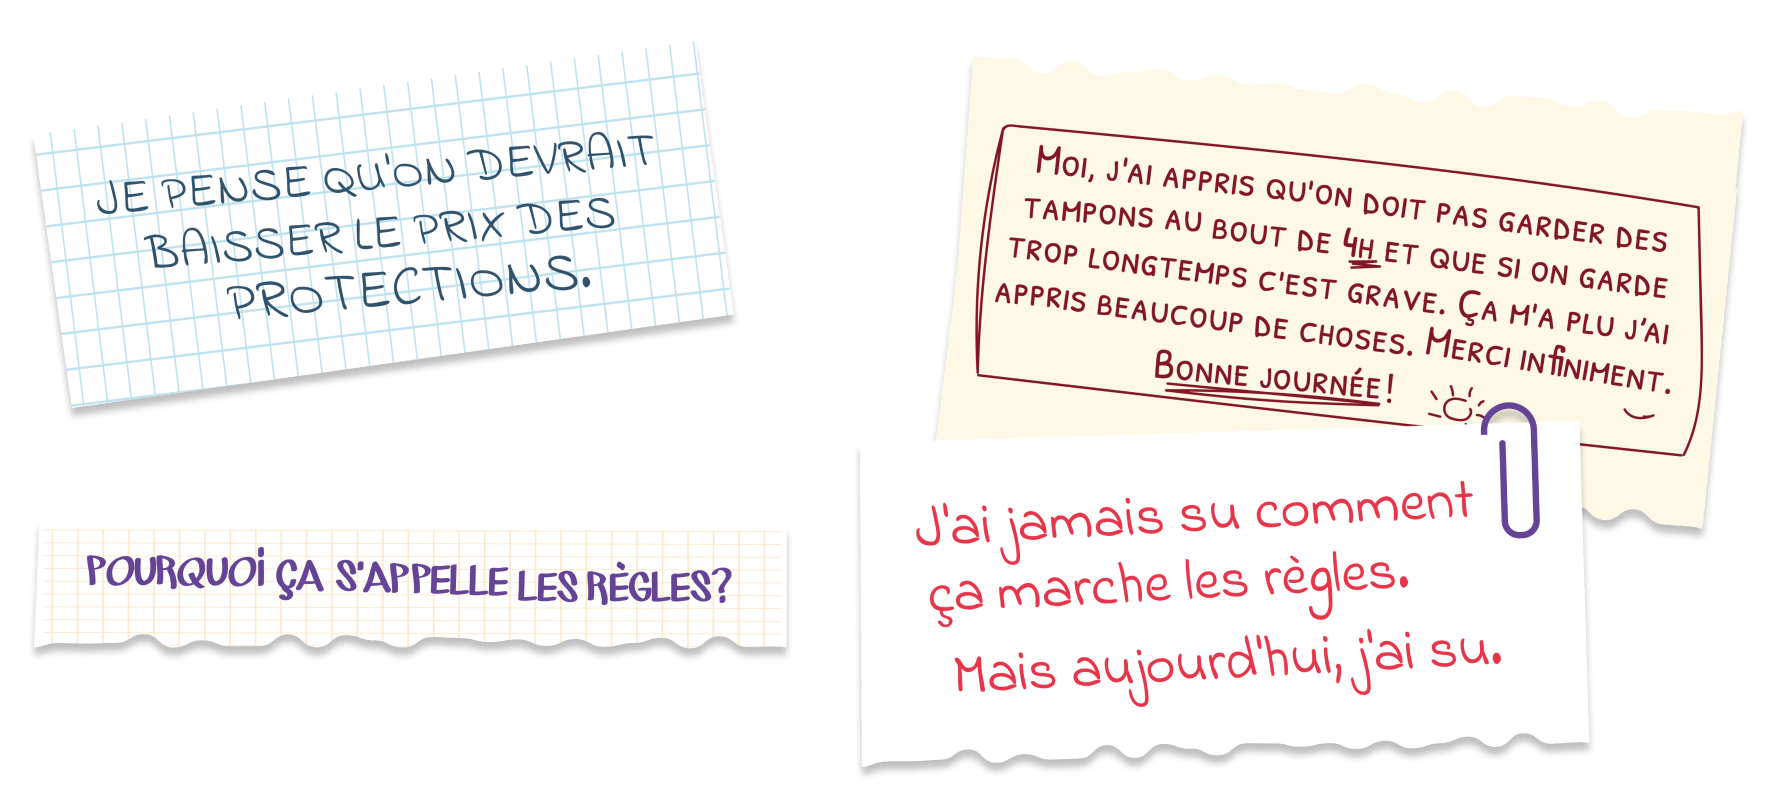 JE PENSE QU'ON DEVRAIT
BAISSER LE PRIX DES
PROTECTIONS.
MOI, J'AI APPRIS QU'ON DOIT PAS GARDER DES
TAMPONS AU BOUT DE 4H ET QUE SI ON GARDE
TROP LONGTEMPS C'EST GRAVE. ÇA M'A PLU J'AI
APPRIS BEAUCOUP DE CHOSES. MERCI INFINIMENT.
BONNE JOURNÉE!
POURQUOI ÇA S'APPELLE LES RÈGLES?
J'ai jamais su comment
ça marche les règles.
Mais aujourd'hui, j'ai su.